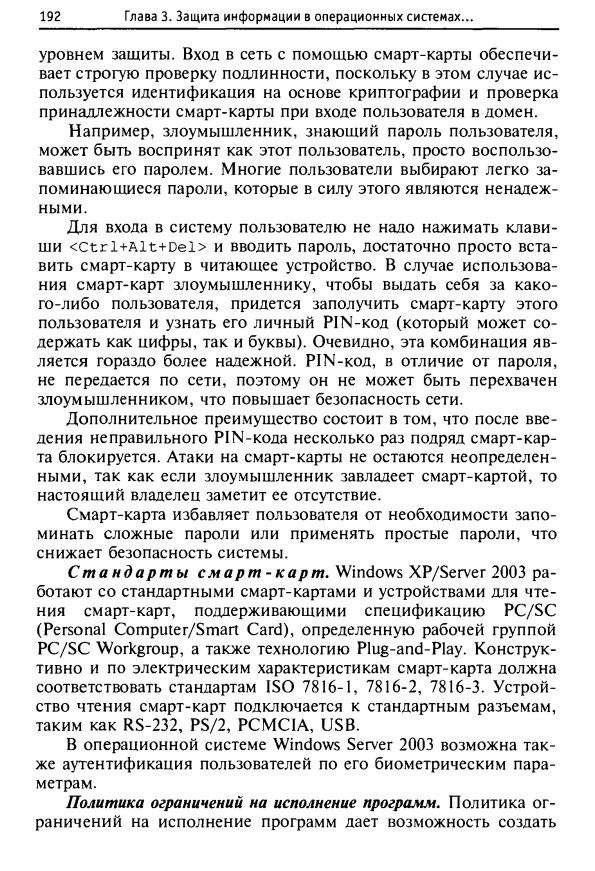 192 Глава 3. Защита информации в операционных системах...
уровнем защиты. Вход в сеть с помощью смарт-карты обеспечи-
вает строгую проверку подлинности, поскольку в этом случае ис-
пользуется идентификация на основе криптографии и проверка
принадлежности смарт-карты при входе пользователя в домен.
Например, злоумышленник, знающий пароль пользователя,
может быть воспринят как этот пользователь, просто воспользо-
вавшись его паролем. Многие пользователи выбирают легко за-
поминающиеся пароли, которые в силу этого являются ненадеж-
ными.
Для входа в систему пользователю не надо нажимать клави-
ши <Ctrl+Alt+Del> и вводить пароль, достаточно просто вста-
вить смарт-карту в читающее устройство. В случае использова-
ния смарт-карт злоумышленнику, чтобы выдать себя за како-
го-либо пользователя, придется заполучить смарт-карту этого
пользователя и узнать его личный PIN-код (который может со-
держать как цифры, так и буквы). Очевидно, эта комбинация яв-
ляется гораздо более надежной. PIN-код, в отличие от пароля,
не передается по сети, поэтому он не может быть перехвачен
злоумышленником, что повышает безопасность сети.
Дополнительное преимущество состоит в том, что после вве-
дения неправильного PIN-кода несколько раз подряд смарт-кар-
та блокируется. Атаки на смарт-карты не остаются неопределен-
ными, так как если злоумышленник завладеет смарт-картой, то
настоящий владелец заметит ее отсутствие.
Смарт-карта избавляет пользователя от необходимости запо-
минать сложные пароли или применять простые пароли, что
снижает безопасность системы.
Стандарты смарт-карт. Windows XP/Server 2003 ра-
ботают со стандартными смарт-картами и устройствами для чте-
ния смарт-карт, поддерживающими спецификацию PC/SC
(Personal Computer/Smart Card), определенную рабочей группой
PC/SC Workgroup, а также технологию Plug-and-Play. Конструк-
тивно и по электрическим характеристикам смарт-карта должна
соответствовать стандартам ISO 7816-1, 7816-2, 7816-3. Устрой-
ство чтения смарт-карт подключается к стандартным разъемам,
таким как RS-232, PS/2, PCMCIA, USB.
В операционной системе Windows Server 2003 возможна так-
же аутентификация пользователей по его биометрическим пара-
метрам.
Политика ограничений на исполнение программ. Политика ог-
раничений на исполнение программ дает возможность создать